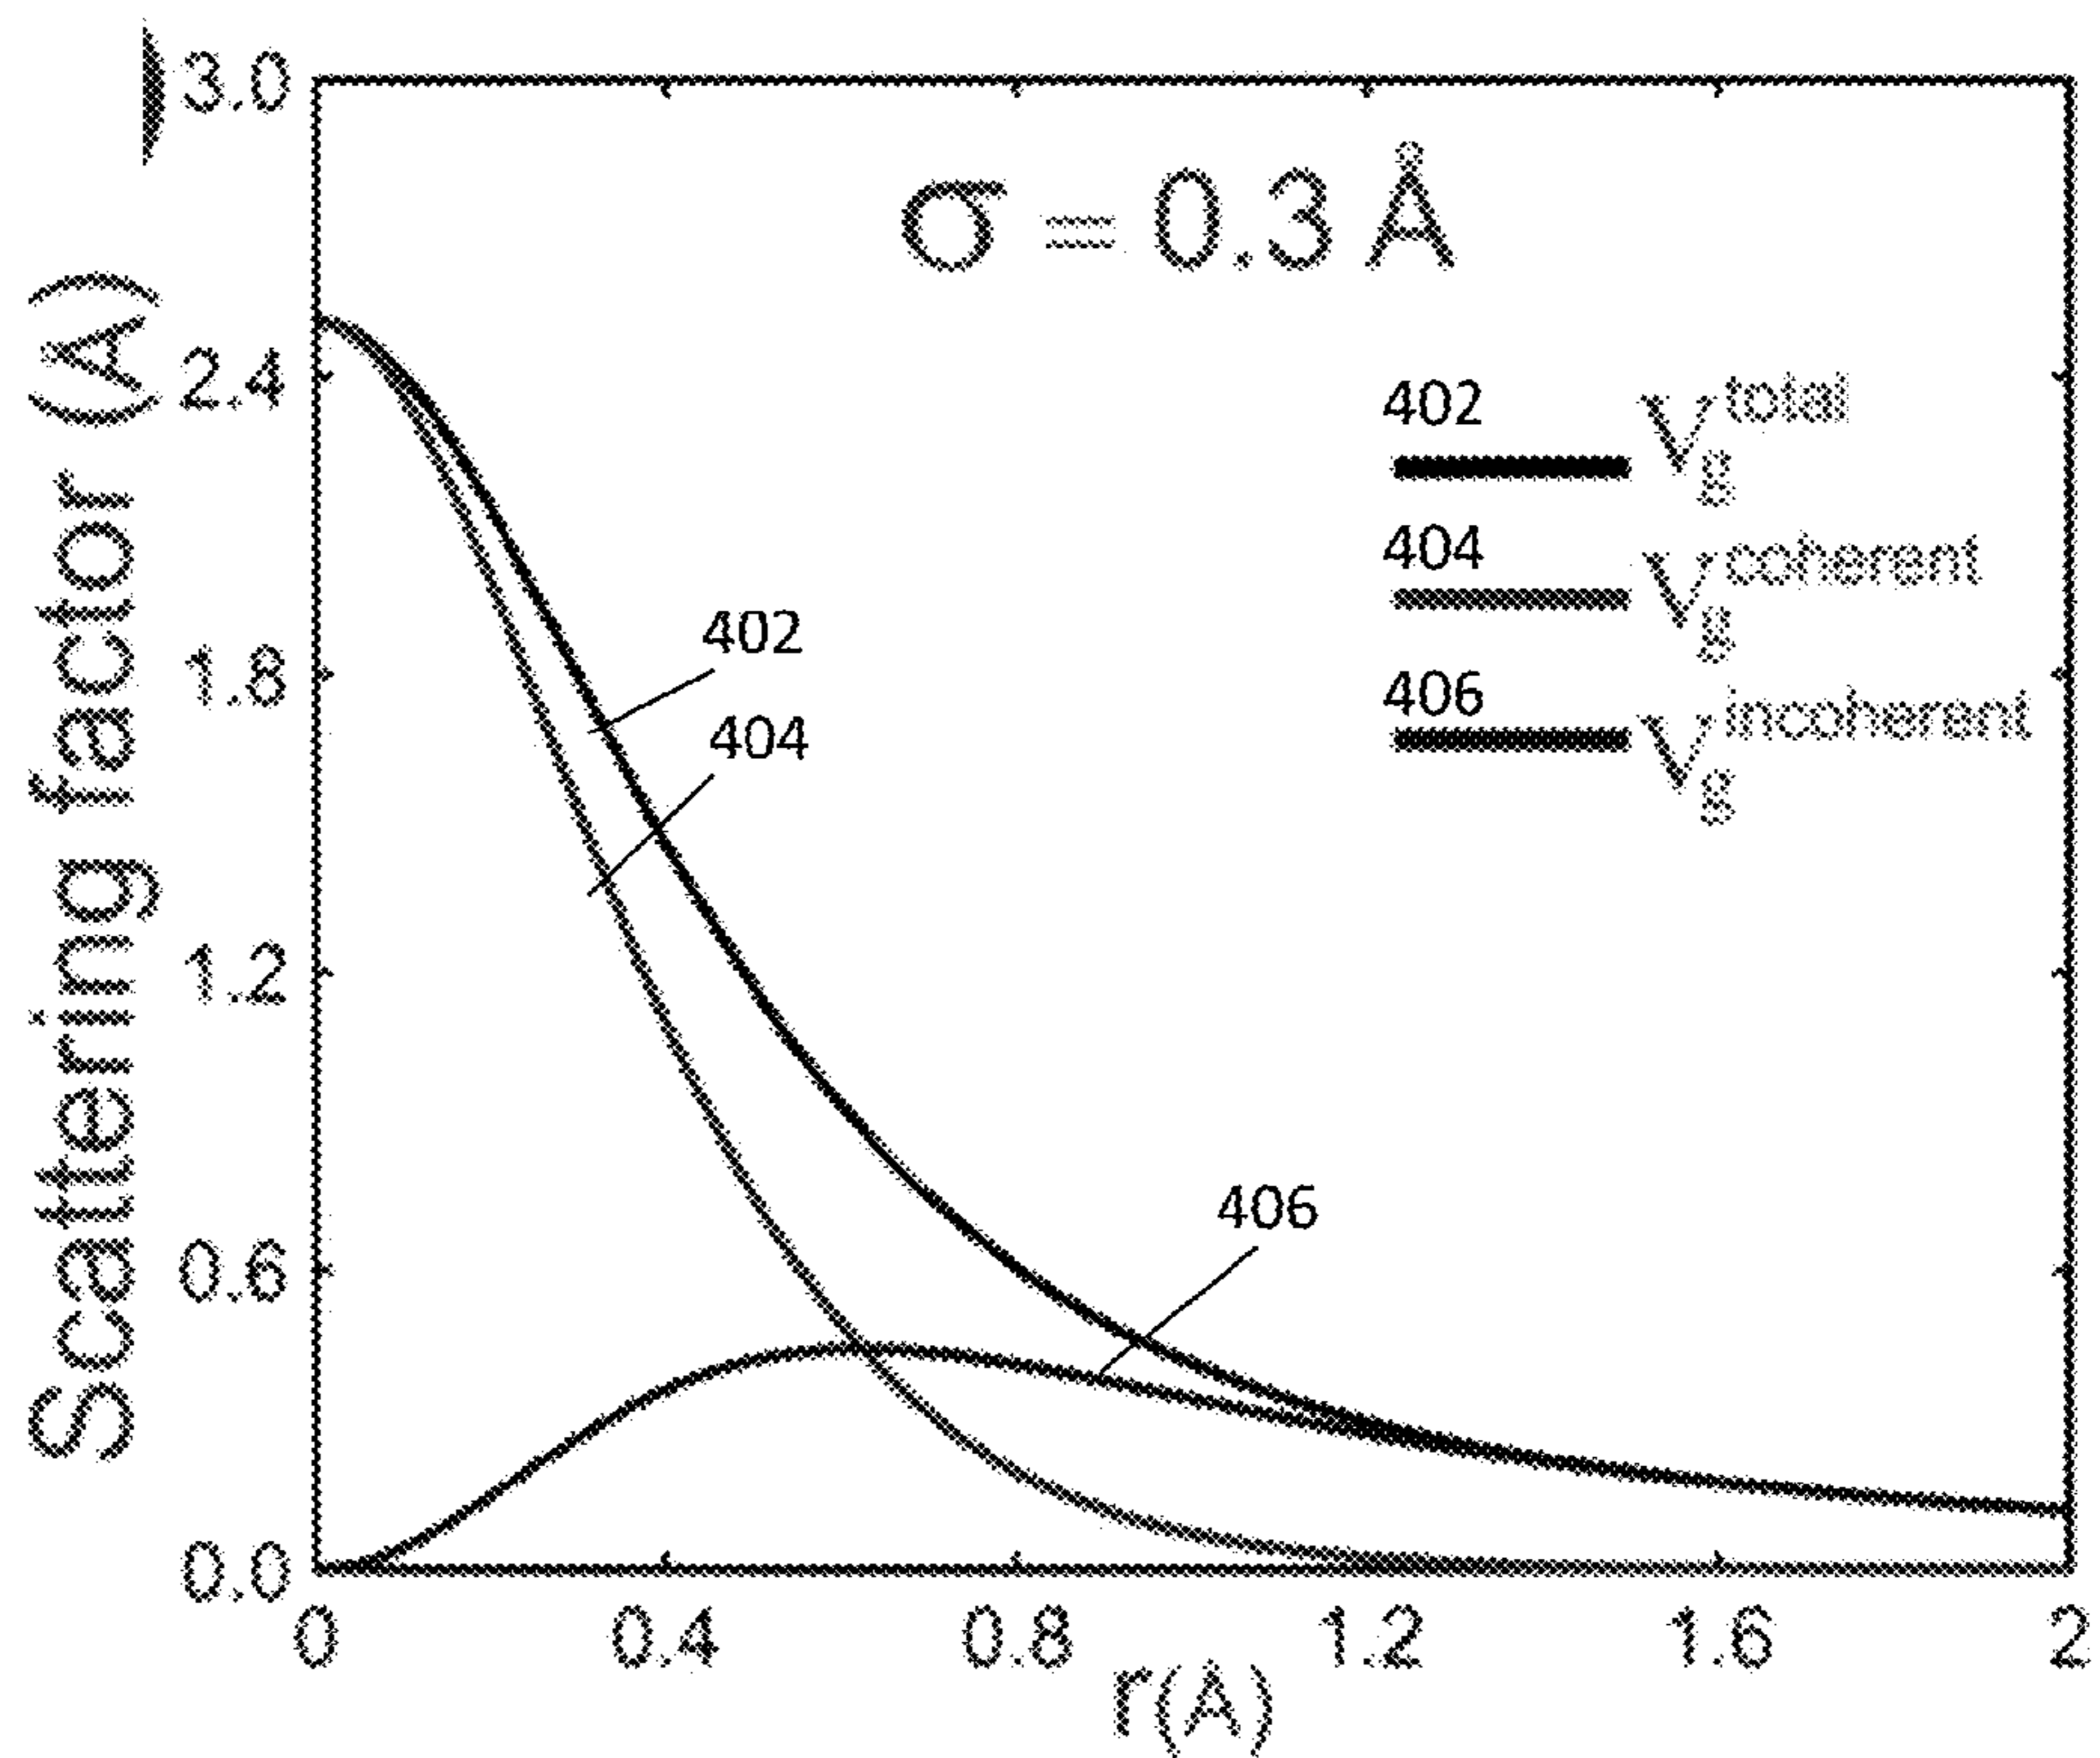 )
3.0
σ = 0.3 Å
2.4
1.8
1.2
0.6
0.0
Scattering factor (Å)
402 V_g^total
404 V_g^coherent
406 V_g^incoherent
402
404
406
0 0.4 0.8 1.2 1.6 2
r(Å)